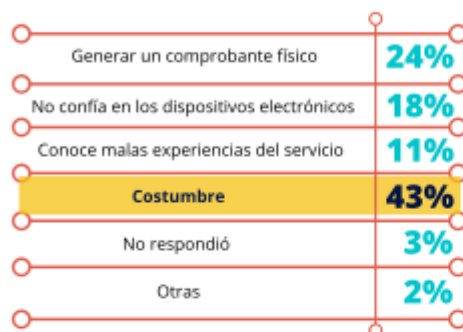 Generar un comprobante físico 24%
No confía en los dispositivos electrónicos 18%
Conoce malas experiencias del servicio 11%
Costumbre 43%
No respondió 3%
Otras 2%